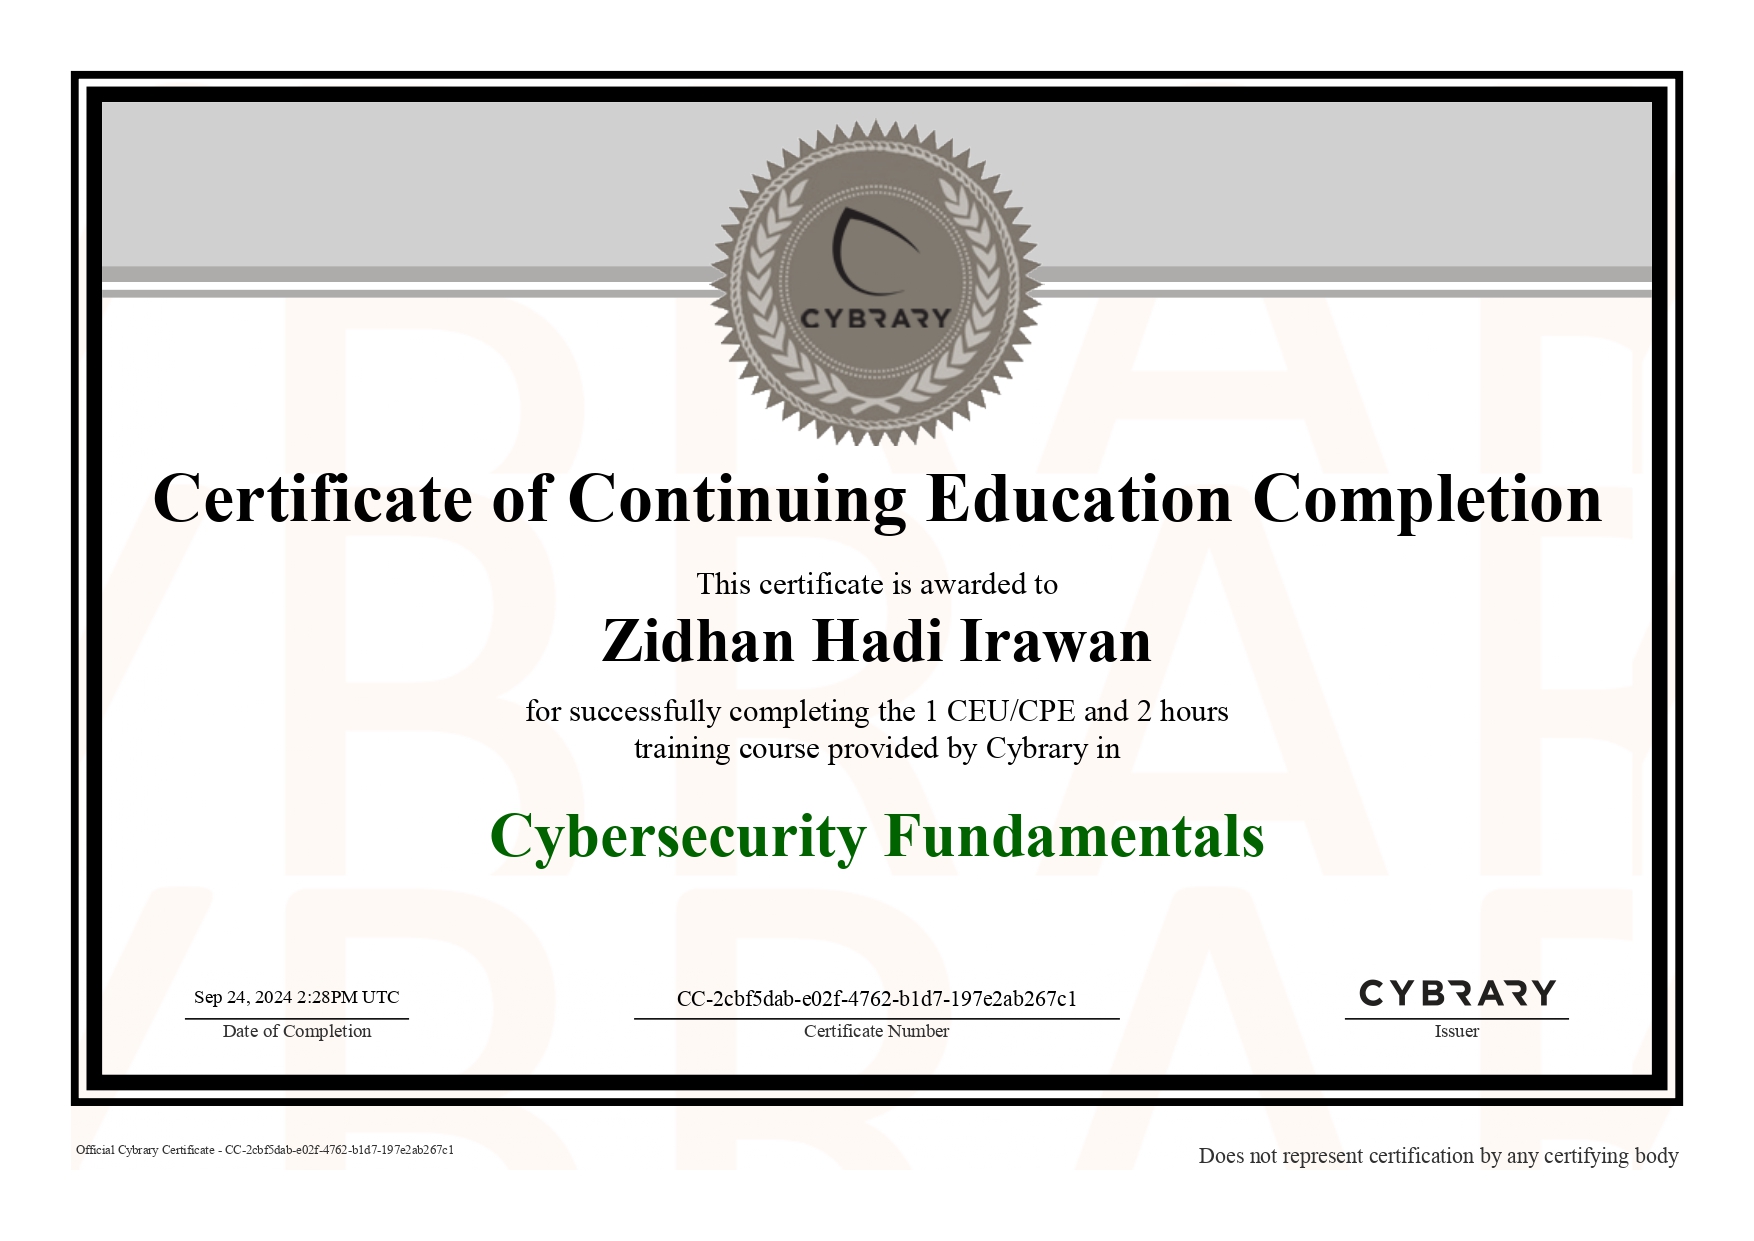 CYBRARY
Certificate of Continuing Education Completion
This certificate is awarded to
Zidhan Hadi Irawan
for successfully completing the 1 CEU/CPE and 2 hours
training course provided by Cybrary in
Cybersecurity Fundamentals
Sep 24, 2024 2:28PM UTC
Date of Completion
CC-2cbf5dab-e02f-4762-b1d7-197e2ab267c1
Certificate Number
CYBRARY
Issuer
Official Cybrary Certificate - CC-2cbf5dab-e02f-4762-b1d7-197e2ab267c1
Does not represent certification by any certifying body